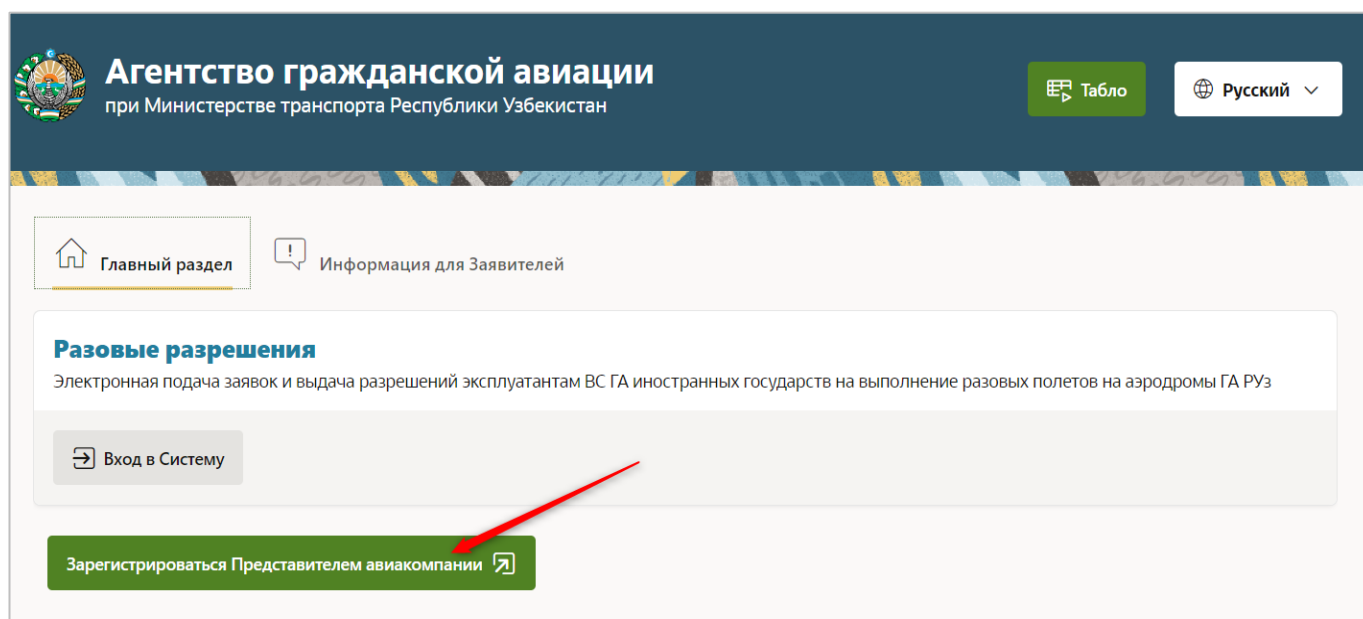 Агентство гражданской авиации
при Министерстве транспорта Республики Узбекистан
Табло
Русский
Главный раздел
Информация для Заявителей
Разовые разрешения
Электронная подача заявок и выдача разрешений эксплуатантам ВС ГА иностранных государств на выполнение разовых полетов на аэродромы ГА РУз
Вход в Систему
Зарегистрироваться Представителем авиакомпании